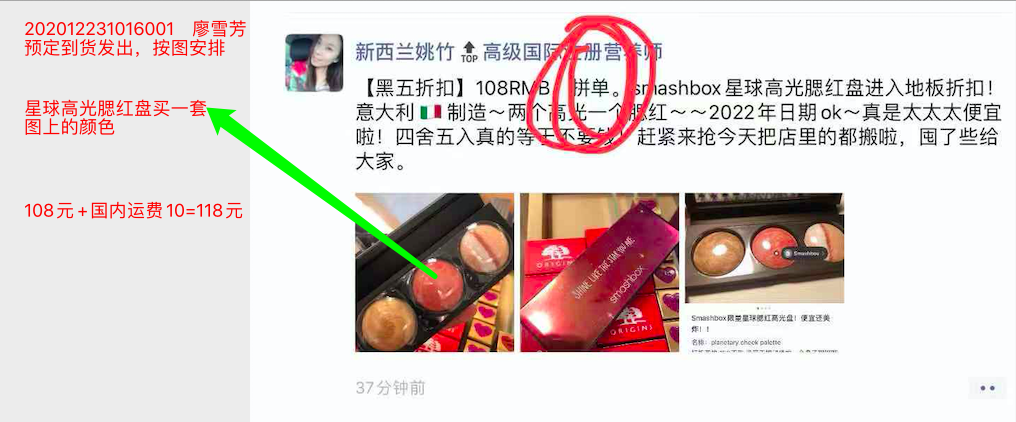 202012231016001 廖雪芳
预定到货发出，按图安排
星球高光腮红盘买一套
图上的颜色
108元+国内运费10=118元
新西兰姚竹 TOP 高级国际注册营养师
【黑五折扣】108RMB 拼单。smashbox星球高光腮红盘进入地板折扣！
意大利🇮🇹制造～两个高光一个腮红～～2022年日期ok～真是太太太便宜
啦！四舍五入真的等于不要钱！赶紧来抢今天把店里的都搬啦，囤了些给
大家。
ORIGINS
SHINE LIKE THE STAR YOU ARE
smashbox
ORIGINS
Smashbox
Smashbox限量星球腮红高光盘！便宜还美
炸！！
名称：planetary cheek palette
37分钟前